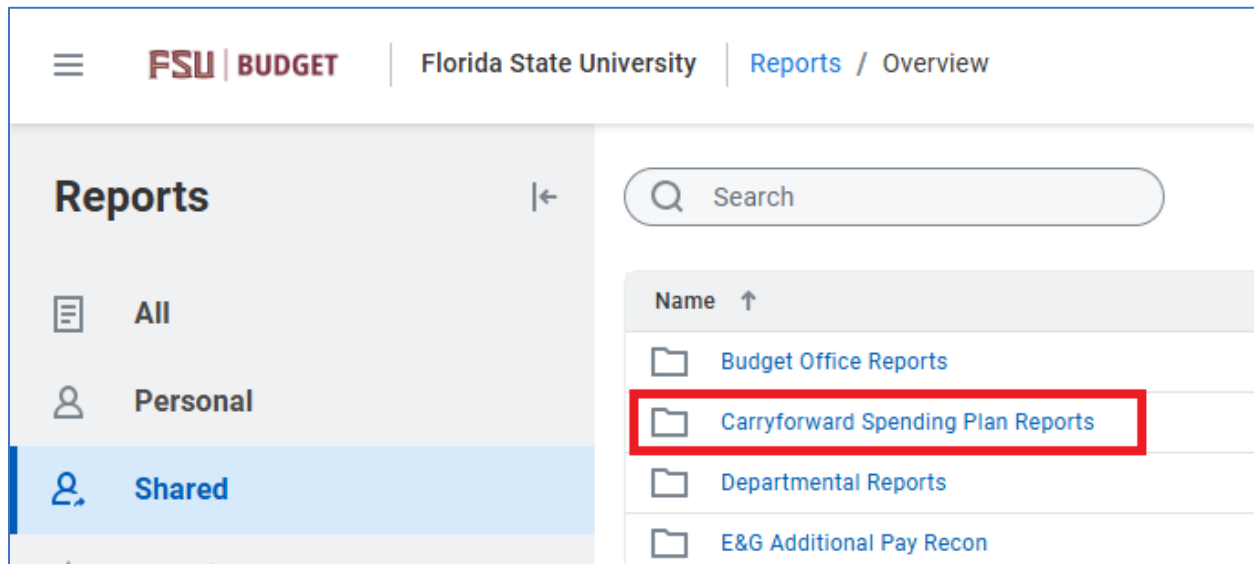 FSU | BUDGET Florida State University Reports / Overview
Reports
Search
All
Personal
Shared
Name
Budget Office Reports
Carryforward Spending Plan Reports
Departmental Reports
E&G Additional Pay Recon